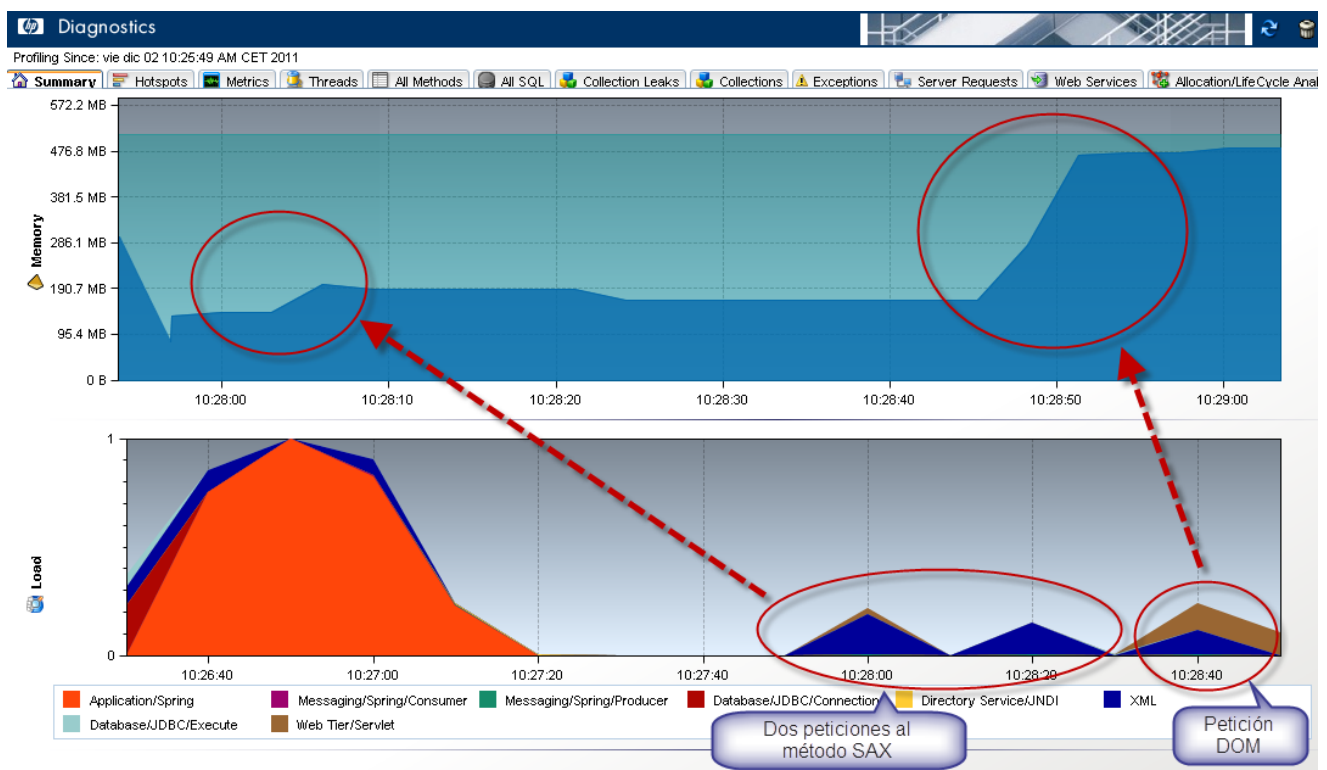 hp Diagnostics
Profiling Since: vie dic 02 10:25:49 AM CET 2011
Summary Hotspots Metrics Threads All Methods All SQL Collection Leaks Collections Exceptions Server Requests Web Services Allocation/LifeCycle Anal
572.2 MB
476.8 MB
381.5 MB
286.1 MB
190.7 MB
95.4 MB
0 B
Memory
10:28:00 10:28:10 10:28:20 10:28:30 10:28:40 10:28:50 10:29:00
1
0
Load
10:26:40 10:27:00 10:27:20 10:27:40 10:28:00 10:28:20 10:28:40
Application/Spring Messaging/Spring/Consumer Messaging/Spring/Producer Database/JDBC/Connection Directory Service/JNDI XML
Database/JDBC/Execute Web Tier/Servlet
Dos peticiones al
método SAX
Petición
DOM